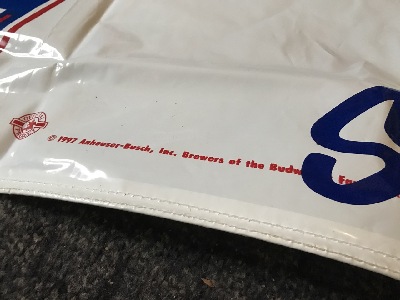 © 1997 Anheuser-Busch, Inc. Brewers of the Budw
S